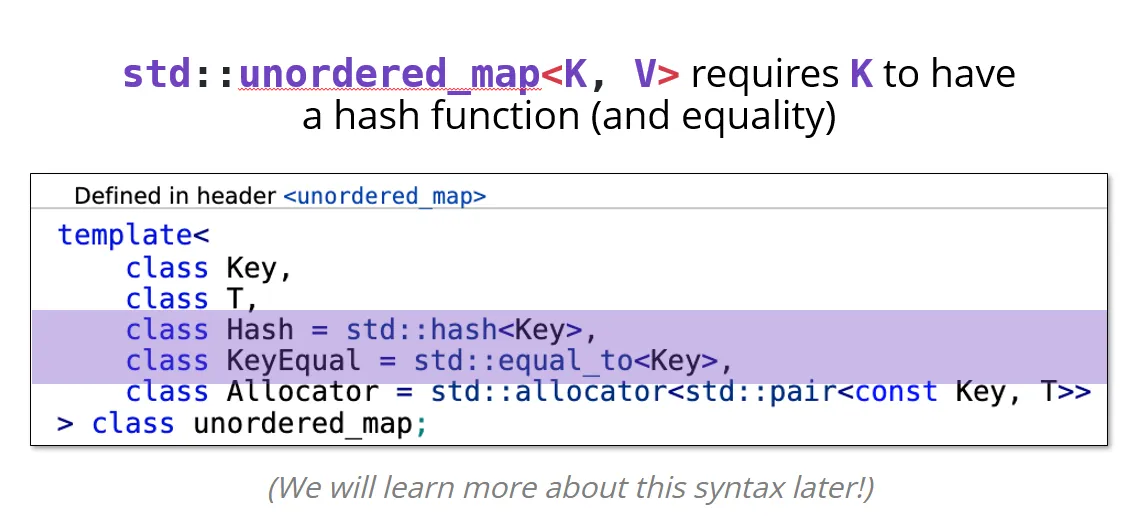 std::unordered_map<K, V> requires K to have
a hash function (and equality)
Defined in header <unordered_map>
template<
    class Key,
    class T,
    class Hash = std::hash<Key>,
    class KeyEqual = std::equal_to<Key>,
    class Allocator = std::allocator<std::pair<const Key, T>>
> class unordered_map;
(We will learn more about this syntax later!)